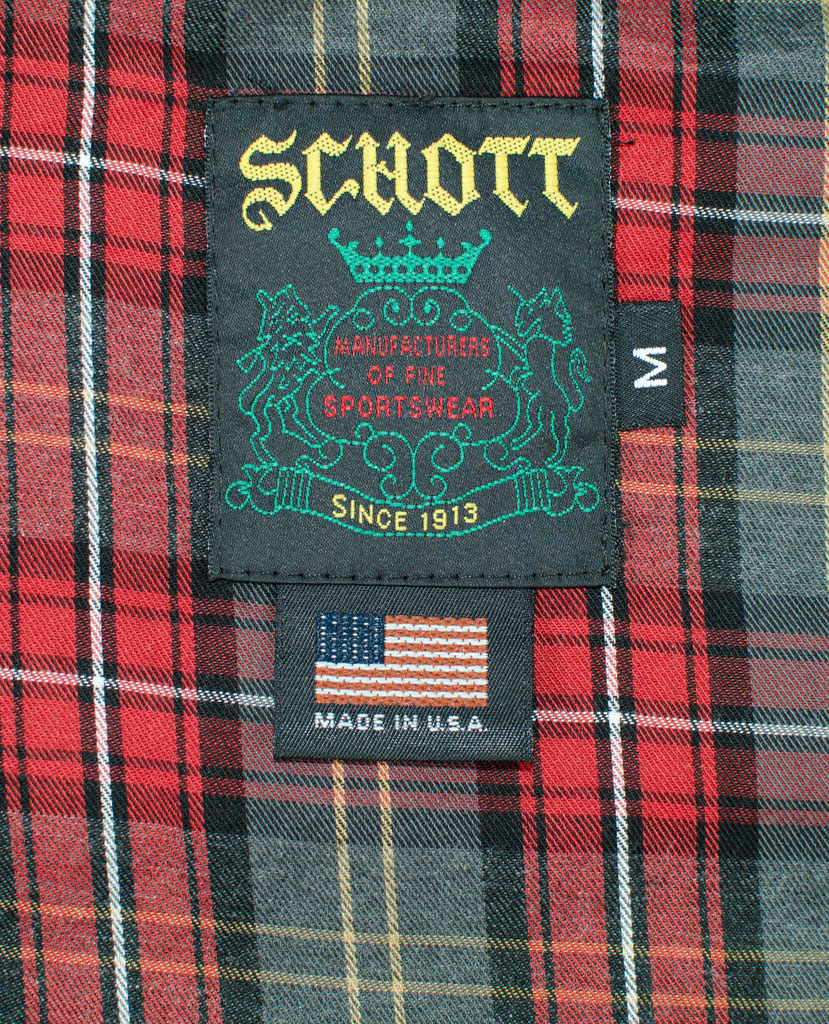 SCHOTT
MANUFACTURERS
OF FINE
SPORTSWEAR
M
SINCE 1913
MADE IN U.S.A.